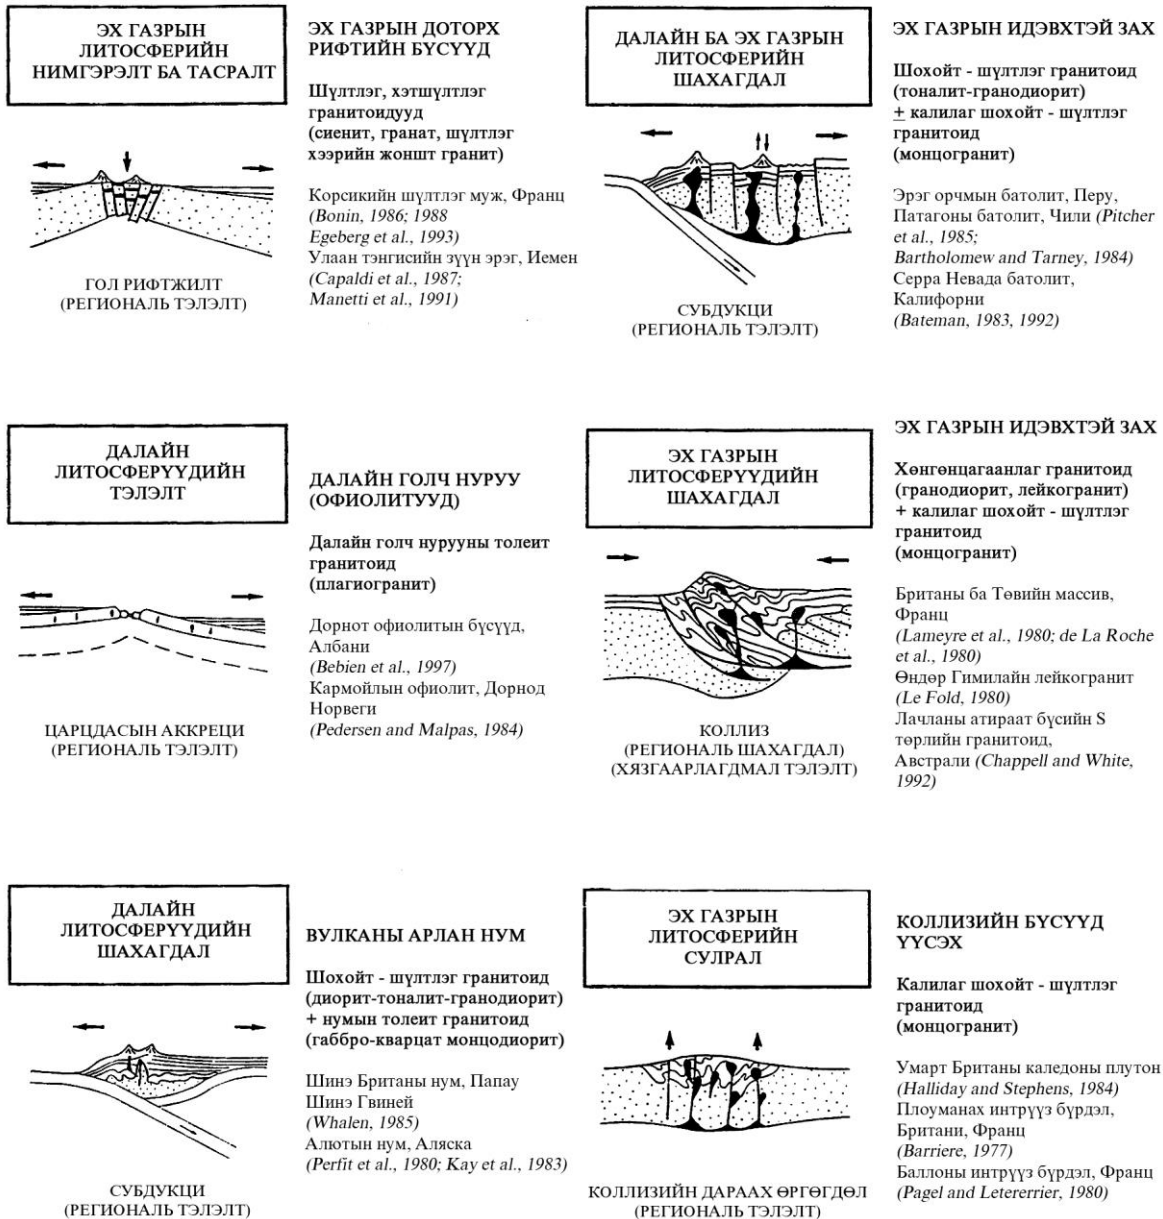 ЭХ ГАЗРЫН
ЛИТОСФЕРИЙН
НИМГЭРЭЛТ БА ТАСРАЛТ
ГОЛ РИФТЖИЛТ
(РЕГИОНАЛЬ ТЭЛЭЛТ)
ЭХ ГАЗРЫН ДОТОРХ
РИФТИЙН БҮСҮҮД
Шүлтлэг, хэтшүлтлэг
гранитоидууд
(сиенит, гранат, шүлтлэг
хээрийн жоншт гранит)
Корсикийн шүлтлэг муж, Франц
(Bonin, 1986; 1988
Egeberg et al., 1993)
Улаан тэнгисийн зүүн эрэг, Иемен
(Capaldi et al., 1987;
Manetti et al., 1991)
ДАЛАЙН БА ЭХ ГАЗРЫН
ЛИТОСФЕРИЙН
ШАХАГДАЛ
СУБДУКЦИ
(РЕГИОНАЛЬ ТЭЛЭЛТ)
ЭХ ГАЗРЫН ИДЭВХТЭЙ ЗАХ
Шохойт - шүлтлэг гранитоид
(тоналит-гранодиорит)
± калилаг шохойт - шүлтлэг
гранитоид
(монцогранит)
Эрэг орчмын батолит, Перу,
Патагоны батолит, Чили (Pitcher
et al., 1985;
Bartholomew and Tarney, 1984)
Серра Невада батолит,
Калифорни
(Bateman, 1983, 1992)
ДАЛАЙН
ЛИТОСФЕРҮҮДИЙН
ТЭЛЭЛТ
ЦАРЦДАСЫН АККРЕЦИ
(РЕГИОНАЛЬ ТЭЛЭЛТ)
ДАЛАЙН ГОЛЧ НУРУУ
(ОФИОЛИТУУД)
Далайн голч нурууны толеит
гранитоид
(плагиогранит)
Дорнот офиолитын бүсүүд,
Албани
(Bebien et al., 1997)
Кармойлын офиолит, Дорнод
Норвеги
(Pedersen and Malpas, 1984)
ЭХ ГАЗРЫН
ЛИТОСФЕРҮҮДИЙН
ШАХАГДАЛ
КОЛЛИЗ
(РЕГИОНАЛЬ ШАХАГДАЛ)
(ХЯЗГААРЛАГДМАЛ ТЭЛЭЛТ)
ЭХ ГАЗРЫН ИДЭВХТЭЙ ЗАХ
Хөнгөнцагаанлаг гранитоид
(гранодиорит, лейкогранит)
+ калилаг шохойт - шүлтлэг
гранитоид
(монцогранит)
Британы ба Төвийн массив,
Франц
(Lameyre et al., 1980; de La Roche
et al., 1980)
Өндөр Гимилайн лейкогранит
(Le Fold, 1980)
Лачланы атираат бүсийн S
төрлийн гранитоид,
Австрали (Chappell and White,
1992)
ДАЛАЙН
ЛИТОСФЕРҮҮДИЙН
ШАХАГДАЛ
СУБДУКЦИ
(РЕГИОНАЛЬ ТЭЛЭЛТ)
ВУЛКАНЫ АРЛАН НУМ
Шохойт - шүлтлэг гранитоид
(диорит-тоналит-гранодиорит)
+ нумын толеит гранитоид
(габбро-кварцат монцодиорит)
Шинэ Британы нум, Папау
Шинэ Гвиней
(Whalen, 1985)
Алютын нум, Аляска
(Perfit et al., 1980; Kay et al., 1983)
ЭХ ГАЗРЫН
ЛИТОСФЕРИЙН
СУЛРАЛ
КОЛЛИЗИЙН ДАРААХ ӨРГӨГДӨЛ
(РЕГИОНАЛЬ ТЭЛЭЛТ)
КОЛЛИЗИЙН БҮСҮҮД
ҮҮСЭХ
Калилаг шохойт - шүлтлэг
гранитоид
(монцогранит)
Умарт Британы каледоны плутон
(Halliday and Stephens, 1984)
Плоуманах интрүүз бүрдэл,
Британи, Франц
(Barriere, 1977)
Баллоны интрүүз бүрдэл, Франц
(Pagel and Letererrier, 1980)